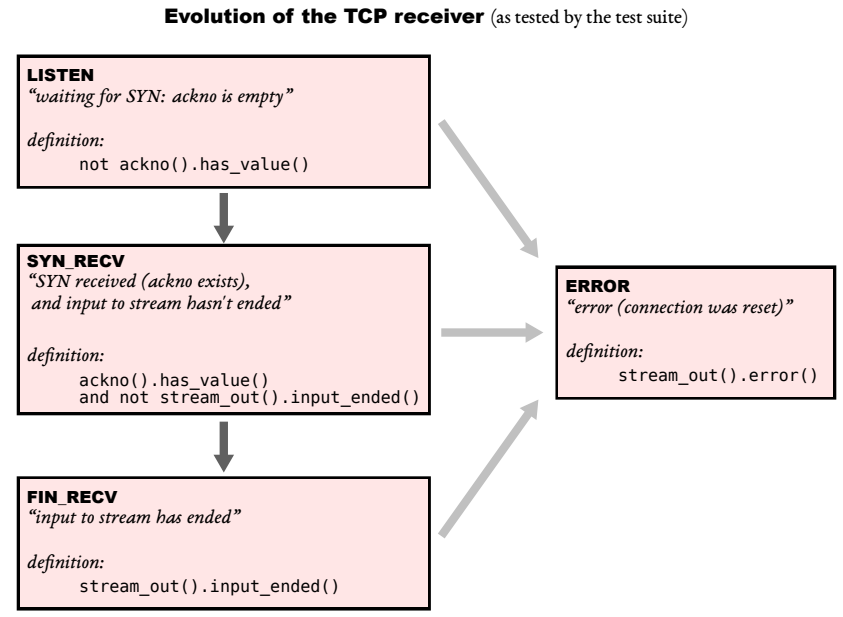 Evolution of the TCP receiver (as tested by the test suite)
LISTEN
“waiting for SYN: ackno is empty”
definition:
not ackno().has_value()
SYN_RECV
“SYN received (ackno exists),
and input to stream hasn't ended”
definition:
ackno().has_value()
and not stream_out().input_ended()
FIN_RECV
“input to stream has ended”
definition:
stream_out().input_ended()
ERROR
“error (connection was reset)”
definition:
stream_out().error()